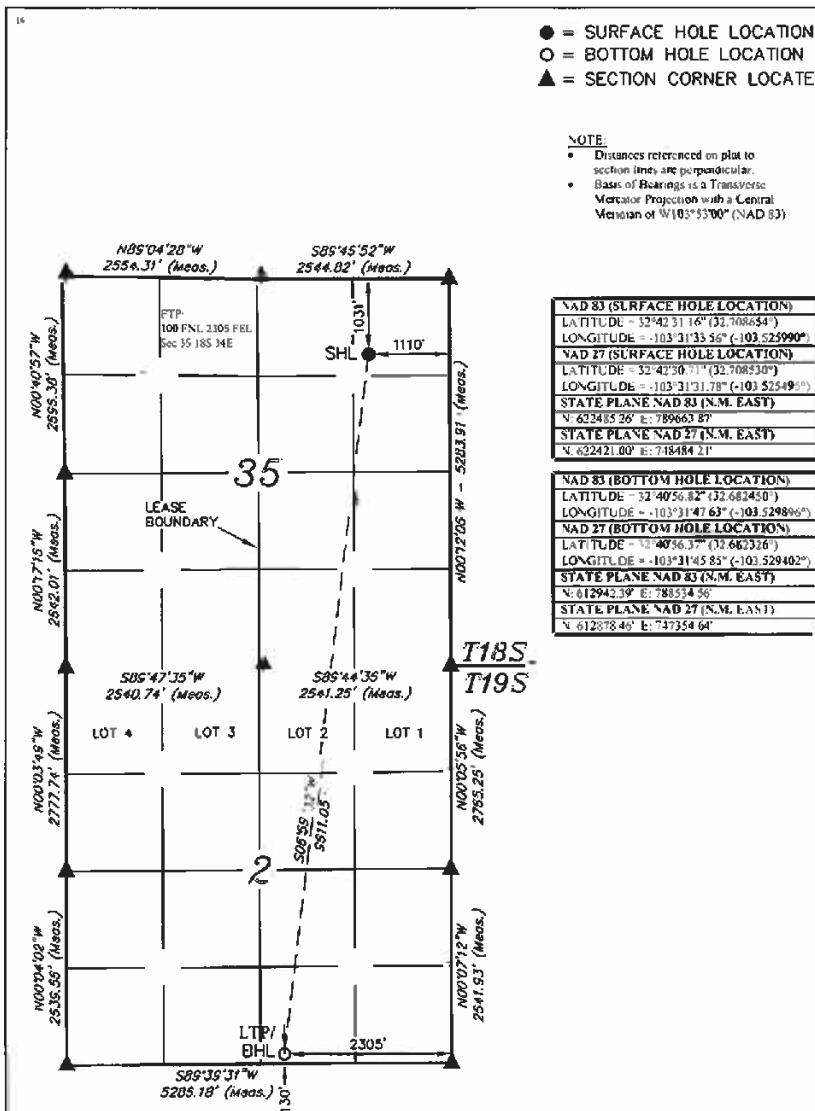 16
● = SURFACE HOLE LOCATION
○ = BOTTOM HOLE LOCATION
▲ = SECTION CORNER LOCATE
NOTE:
• Distances referenced on plat to
section lines are perpendicular.
• Basis of Bearings is a Transverse
Mercator Projection with a Central
Meridian of W103°53'00" (NAD 83)
N89°04'28"W
2554.31' (Meas.)
S89°45'52"W
2544.82' (Meas.)
FTP-
100 FNL 2305 FEL
Sec 35 18S 34E
1031'
SHL
1110'
N00°40'57"W
2595.38' (Meas.)
N00°12'05"W - 5283.91' (Meas.)
35
LEASE
BOUNDARY
N00°17'15"W
2542.01' (Meas.)
T18S
T19S
S89°47'35"W
2540.74' (Meas.)
S89°44'36"W
2541.25' (Meas.)
LOT 4
LOT 3
LOT 2
LOT 1
N00°03'49"W
2777.74' (Meas.)
N00°05'56"W
2765.25' (Meas.)
2
N00°04'02"W
2539.55' (Meas.)
N00°07'12"W
2541.93' (Meas.)
LTP/
BHL
2305'
S89°39'31"W
5285.18' (Meas.)
130'
NAD 83 (SURFACE HOLE LOCATION)
LATITUDE = 32°42'31.16" (32.708654°)
LONGITUDE = -103°31'33.56" (-103.525990°)
NAD 27 (SURFACE HOLE LOCATION)
LATITUDE = 32°42'30.71" (32.708530°)
LONGITUDE = -103°31'31.78" (-103.525495°)
STATE PLANE NAD 83 (N.M. EAST)
N: 622485.26' E: 789663.87'
STATE PLANE NAD 27 (N.M. EAST)
N: 622421.00' E: 748484.21'
NAD 83 (BOTTOM HOLE LOCATION)
LATITUDE = 32°40'56.82" (32.682450°)
LONGITUDE = -103°31'47.63" (-103.529896°)
NAD 27 (BOTTOM HOLE LOCATION)
LATITUDE = 32°40'56.37" (32.682326°)
LONGITUDE = -103°31'45.85" (-103.529402°)
STATE PLANE NAD 83 (N.M. EAST)
N: 612942.39' E: 788534.56'
STATE PLANE NAD 27 (N.M. EAST)
N: 612878.46' E: 747354.64'